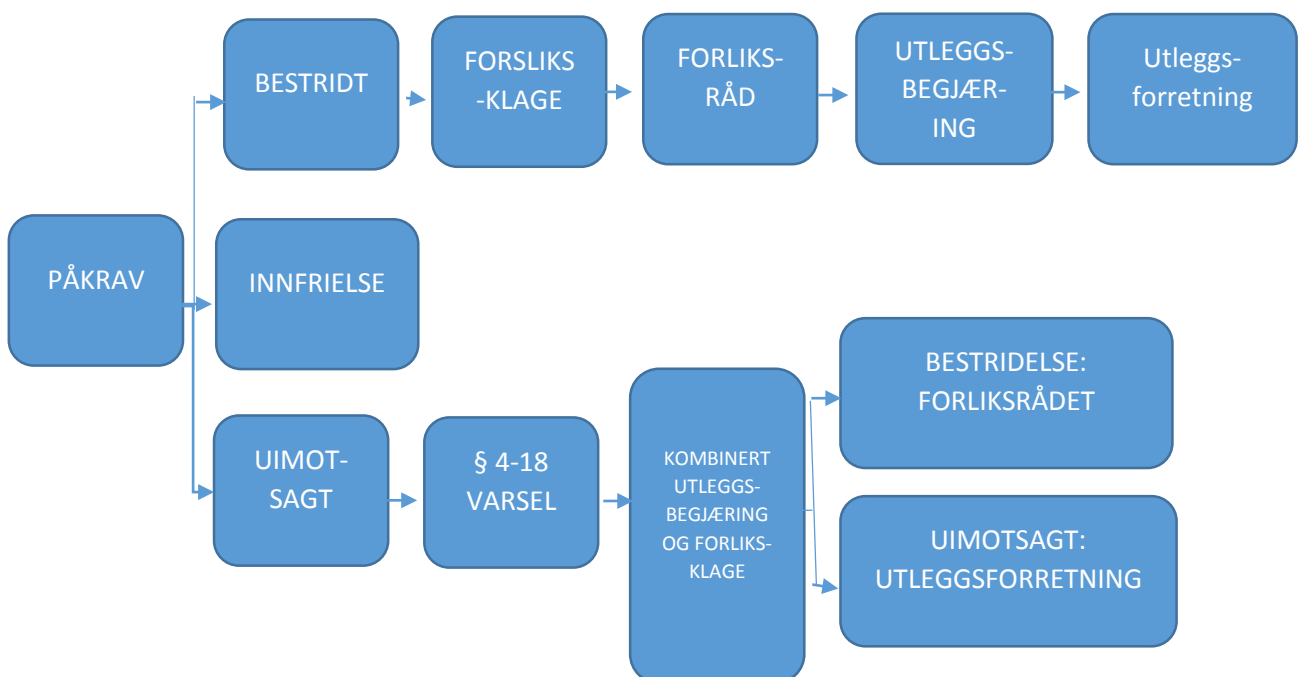 BESTRIDT
FORSLIKS
-KLAGE
FORLIKS-
RÅD
UTLEGGS-
BEGJÆR-
ING
Utleggs-
forretning
PÅKRAV
INNFRIELSE
UIMOT-
SAGT
§ 4-18
VARSEL
KOMBINERT
UTLEGGS-
BEGJÆRING
OG FORLIKS-
KLAGE
BESTRIDELSE:
FORLIKSRÅDET
UIMOTSAGT:
UTLEGGSFORRETNING